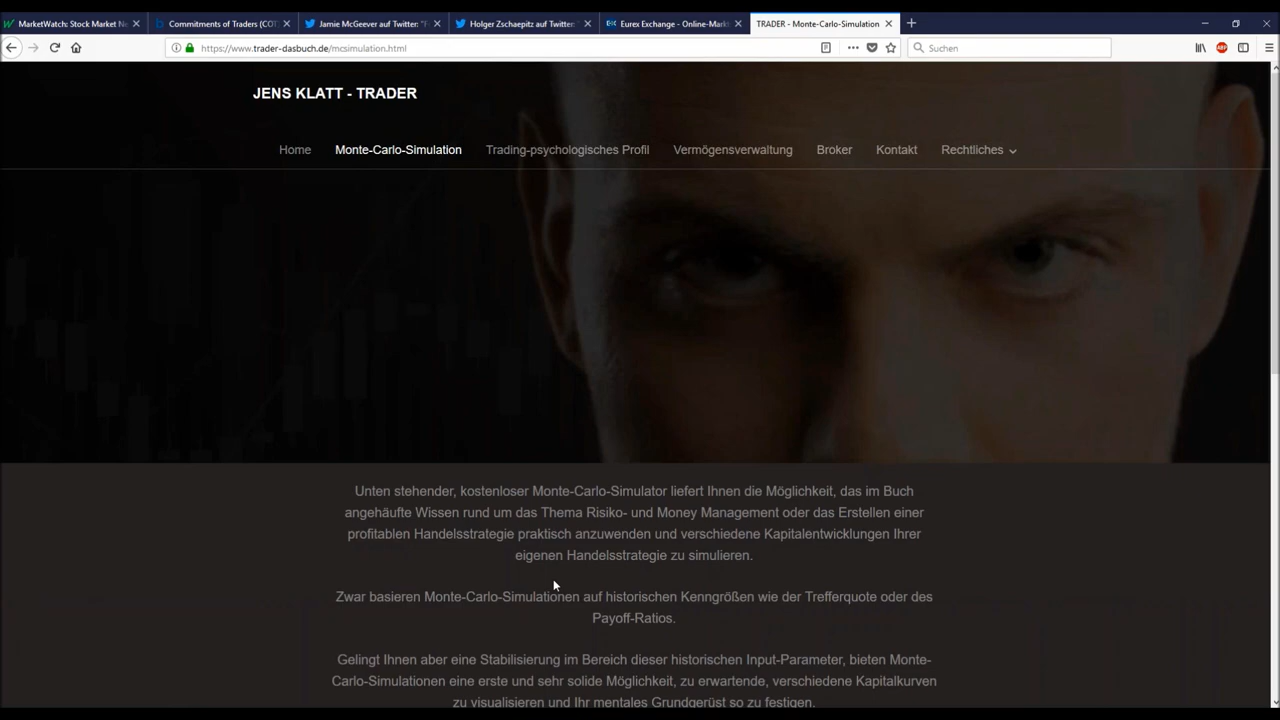 MarketWatch: Stock Market Ne
Commitments of Traders (COT
Jamie McGeever auf Twitter: "F
Holger Zschaepitz auf Twitter: "
Eurex Exchange - Online-Mark
TRADER - Monte-Carlo-Simulation
https://www.trader-dasbuch.de/mcsimulation.html
Suchen
ABP
JENS KLATT - TRADER
Home
Monte-Carlo-Simulation
Trading-psychologisches Profil
Vermögensverwaltung
Broker
Kontakt
Rechtliches
Unten stehender, kostenloser Monte-Carlo-Simulator liefert Ihnen die Möglichkeit, das im Buch
angehäufte Wissen rund um das Thema Risiko- und Money Management oder das Erstellen einer
profitablen Handelsstrategie praktisch anzuwenden und verschiedene Kapitalentwicklungen Ihrer
eigenen Handelsstrategie zu simulieren.
Zwar basieren Monte-Carlo-Simulationen auf historischen Kenngrößen wie der Trefferquote oder des
Payoff-Ratios.
Gelingt Ihnen aber eine Stabilisierung im Bereich dieser historischen Input-Parameter, bieten Monte-
Carlo-Simulationen eine erste und sehr solide Möglichkeit, zu erwartende, verschiedene Kapitalkurven
zu visualisieren und Ihr mentales Grundgerüst so zu festigen.